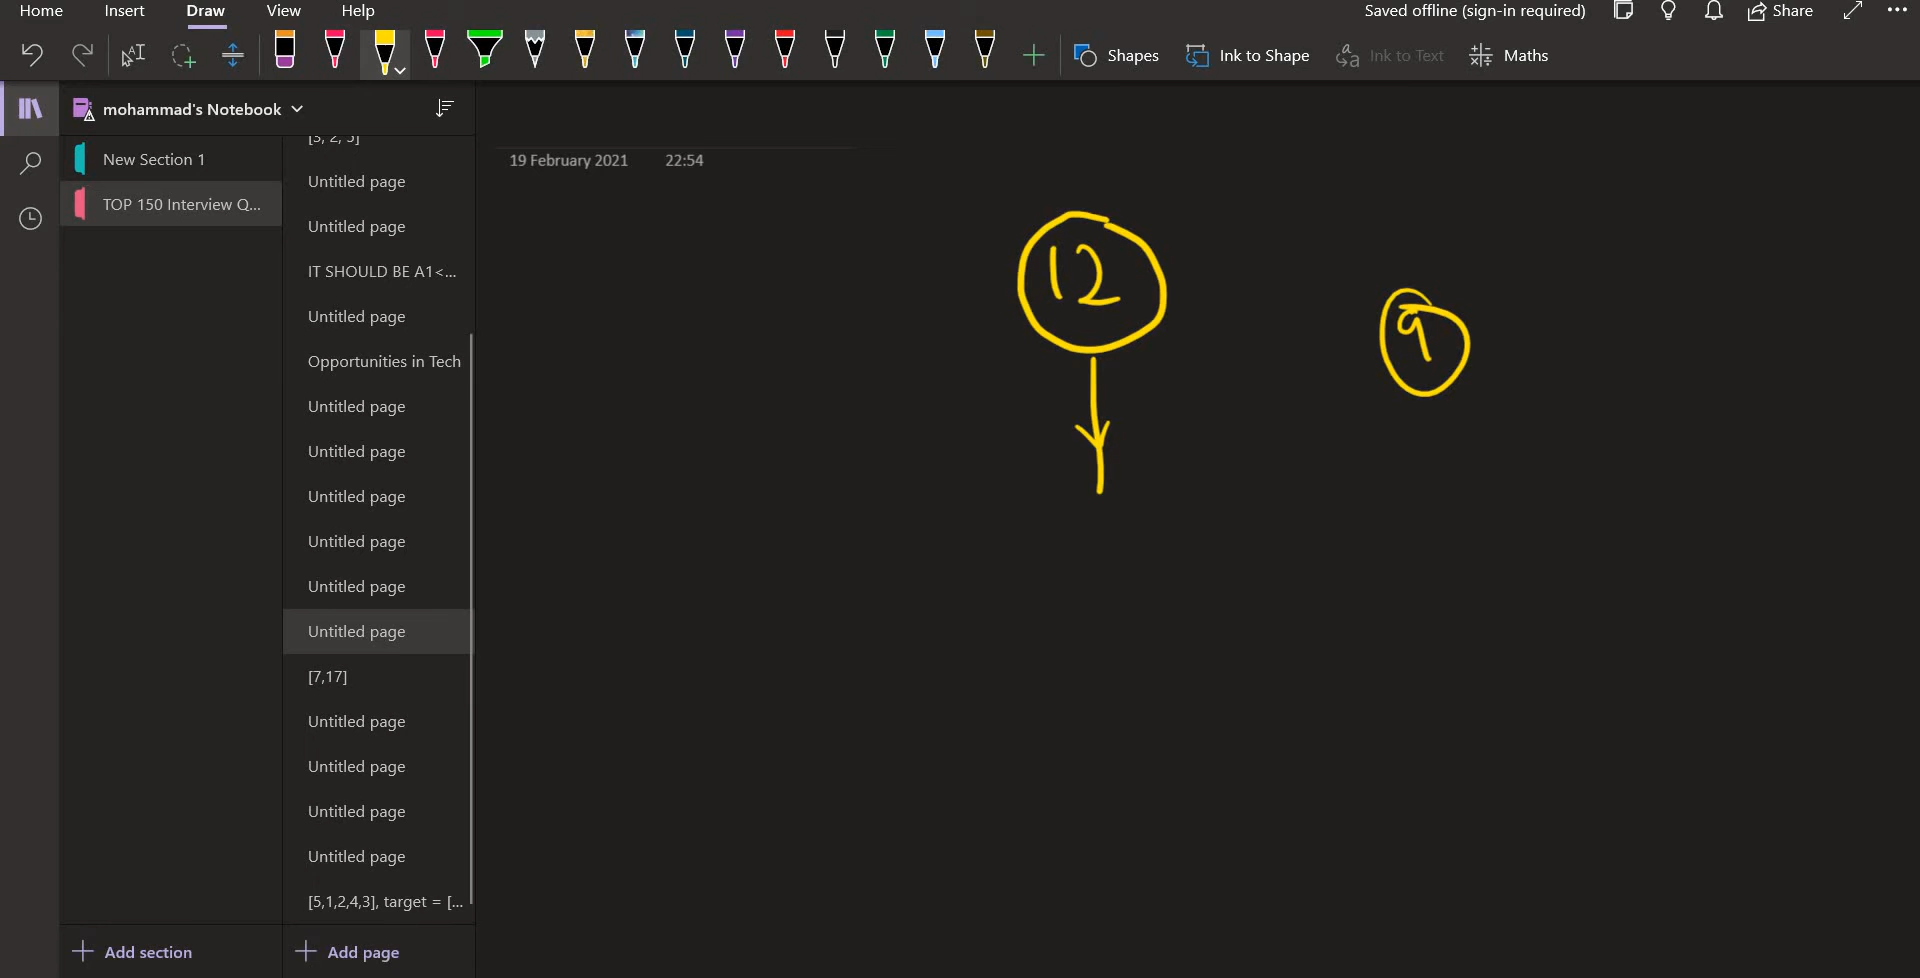 Home Insert Draw View Help
Saved offline (sign-in required) Share
Shapes Ink to Shape Ink to Text Maths
mohammad's Notebook
New Section 1
TOP 150 Interview Q...
[3, 2, 5]
Untitled page
Untitled page
IT SHOULD BE A1<...
Untitled page
Opportunities in Tech
Untitled page
Untitled page
Untitled page
Untitled page
Untitled page
Untitled page
[7,17]
Untitled page
Untitled page
Untitled page
Untitled page
[5,1,2,4,3], target = [...
Add section
Add page
19 February 2021 22:54
12
9